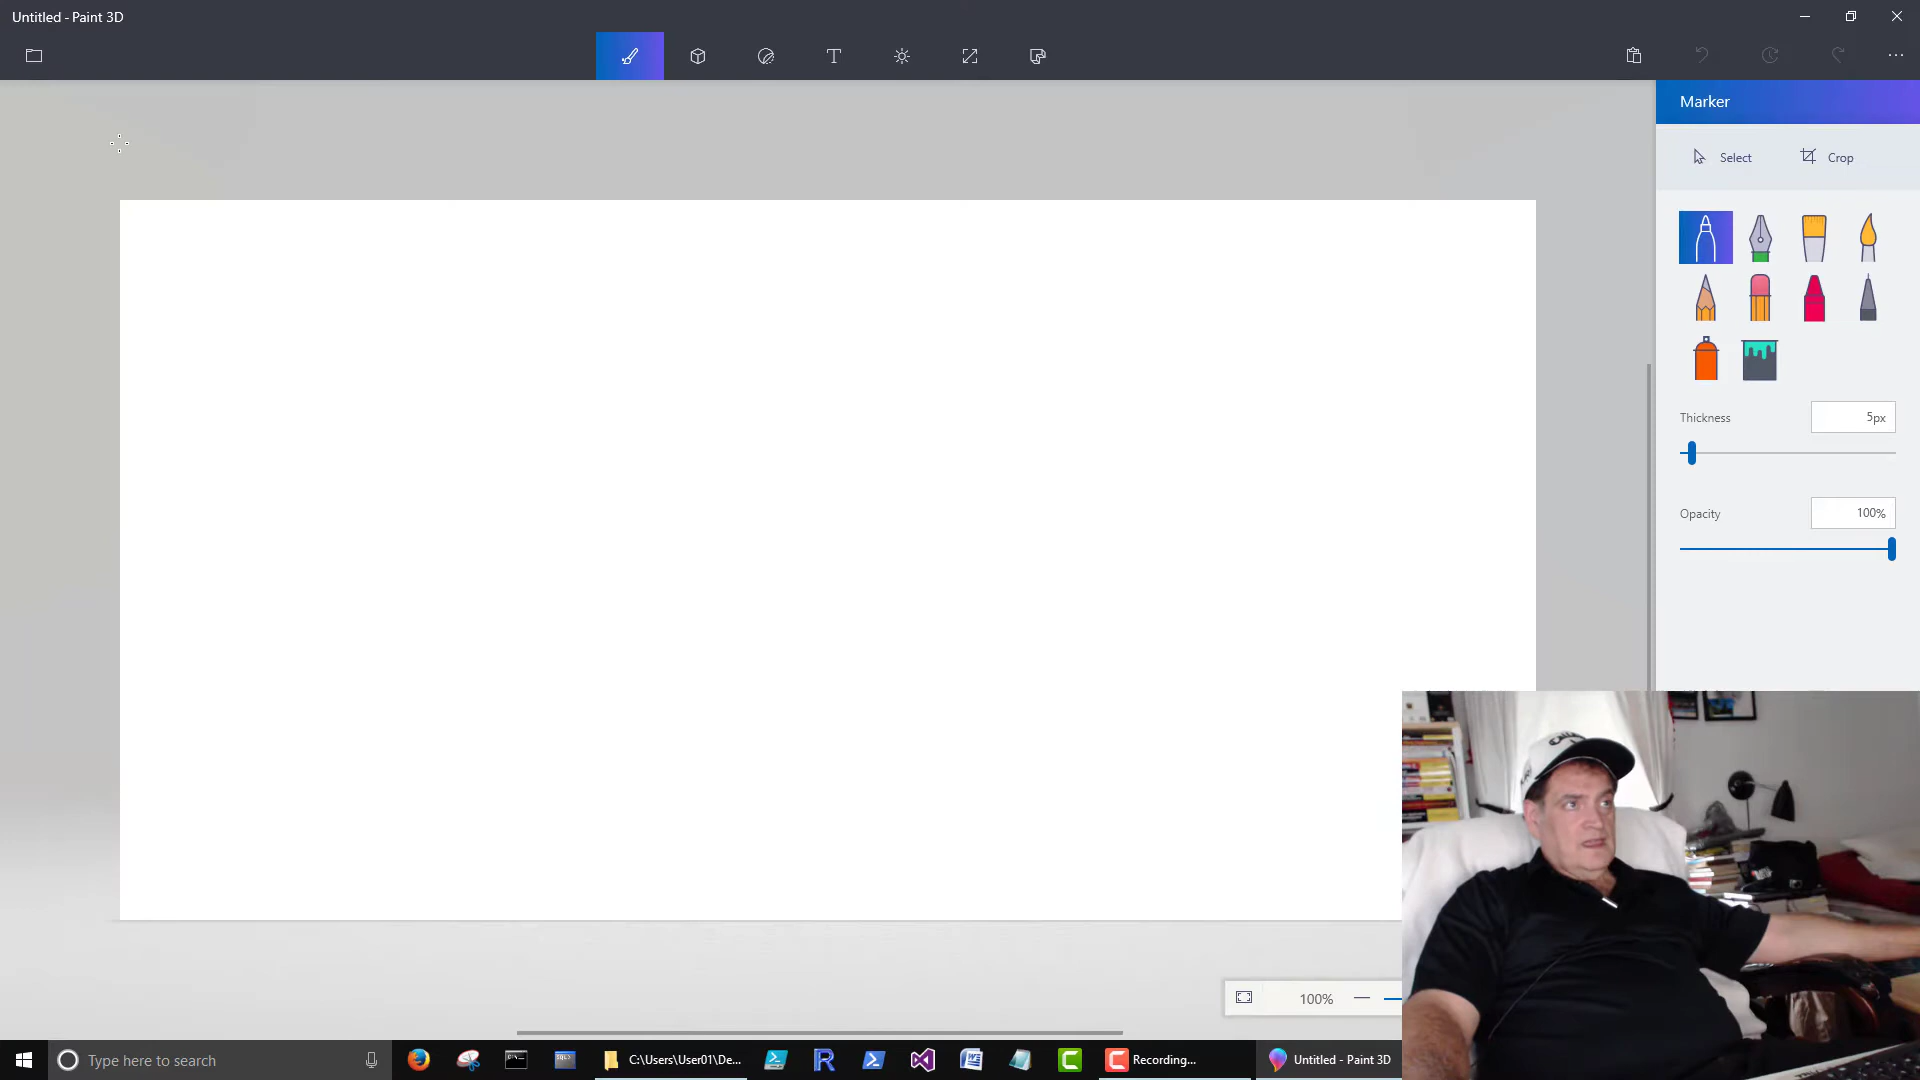 Untitled - Paint 3D
Marker
Select
Crop
Thickness
5px
Opacity
100%
100%
Type here to search
C:\Users\User01\De...
Recording...
Untitled - Paint 3D